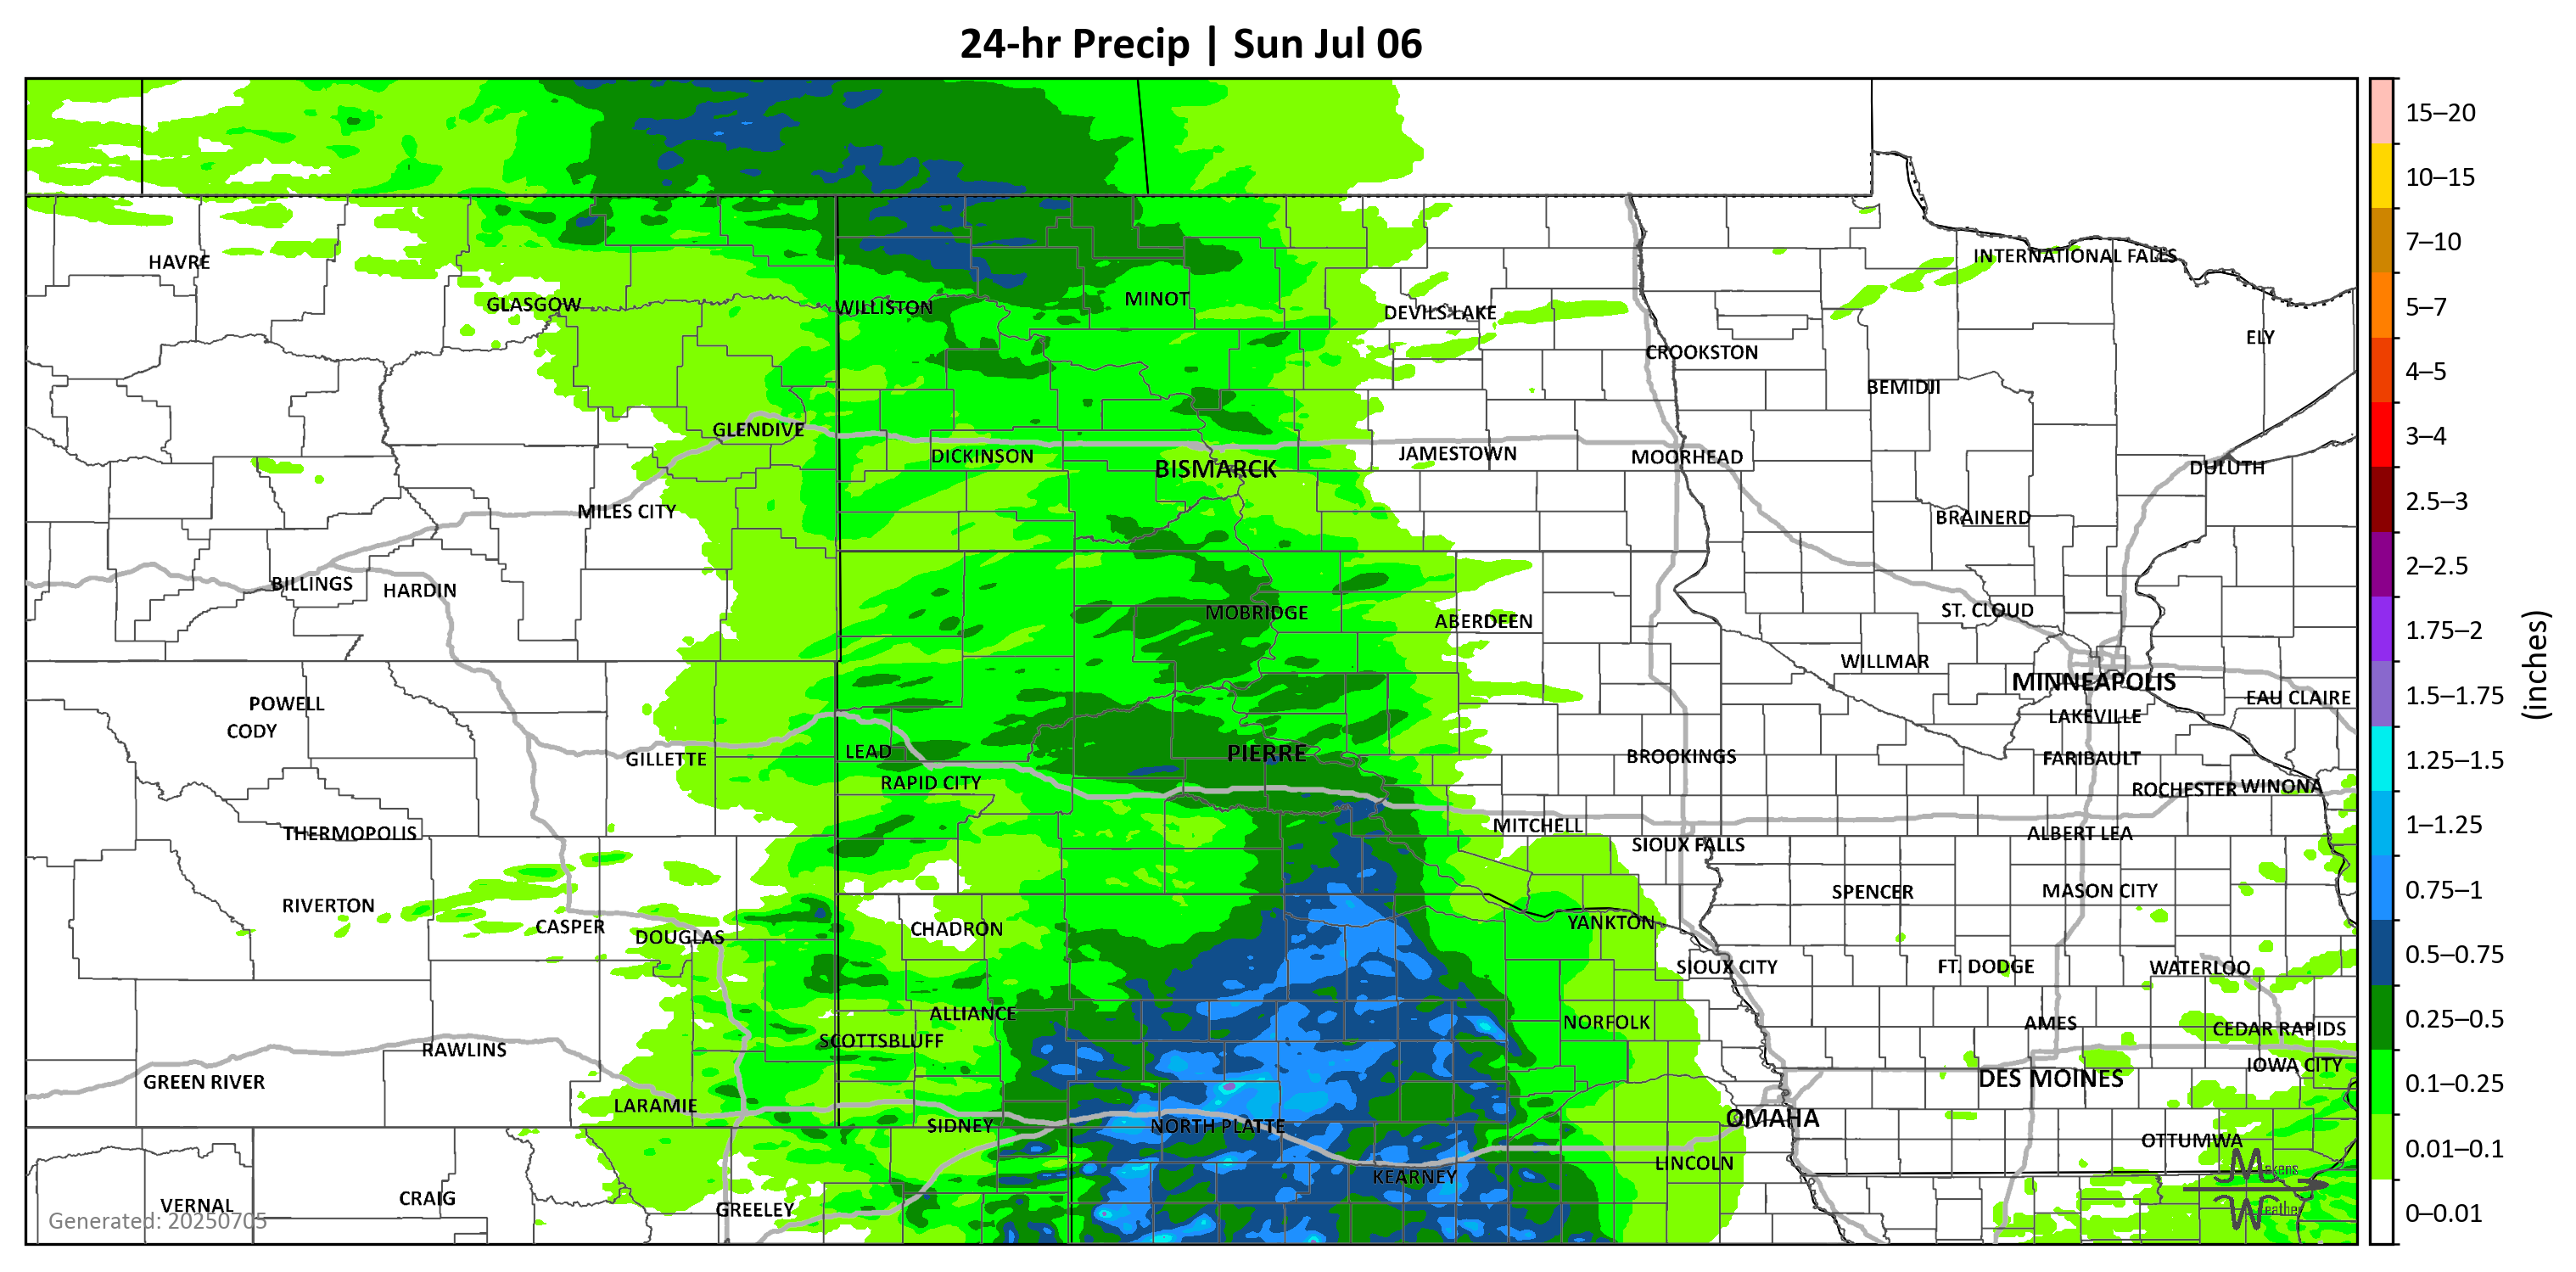 24-hr Precip | Sun Jul 06
15–20
10–15
7–10
5–7
4–5
3–4
2.5–3
2–2.5
1.75–2
1.5–1.75
1.25–1.5
1–1.25
0.75–1
0.5–0.75
0.25–0.5
0.1–0.25
0.01–0.1
0–0.01
(inches)
HAVRE
INTERNATIONAL FALLS
GLASGOW
WILLISTON
MINOT
DEVILS LAKE
ELY
CROOKSTON
BEMIDJI
GLENDIVE
DICKINSON
BISMARCK
JAMESTOWN
MOORHEAD
DULUTH
MILES CITY
BRAINERD
BILLINGS
HARDIN
MOBRIDGE
ABERDEEN
ST. CLOUD
WILLMAR
MINNEAPOLIS
EAU CLAIRE
POWELL
CODY
LAKEVILLE
GILLETTE
LEAD
PIERRE
BROOKINGS
FARIBAULT
RAPID CITY
ROCHESTER
WINONA
THERMOPOLIS
MITCHELL
SIOUX FALLS
ALBERT LEA
RIVERTON
SPENCER
MASON CITY
CASPER
DOUGLAS
CHADRON
YANKTON
SIOUX CITY
FT. DODGE
WATERLOO
ALLIANCE
SCOTTSBLUFF
NORFOLK
AMES
CEDAR RAPIDS
RAWLINS
IOWA CITY
GREEN RIVER
DES MOINES
LARAMIE
SIDNEY
NORTH PLATTE
OMAHA
OTTUMWA
LINCOLN
KEARNEY
VERNAL
CRAIG
GREELEY
Generated: 20250705
Makens
Weather